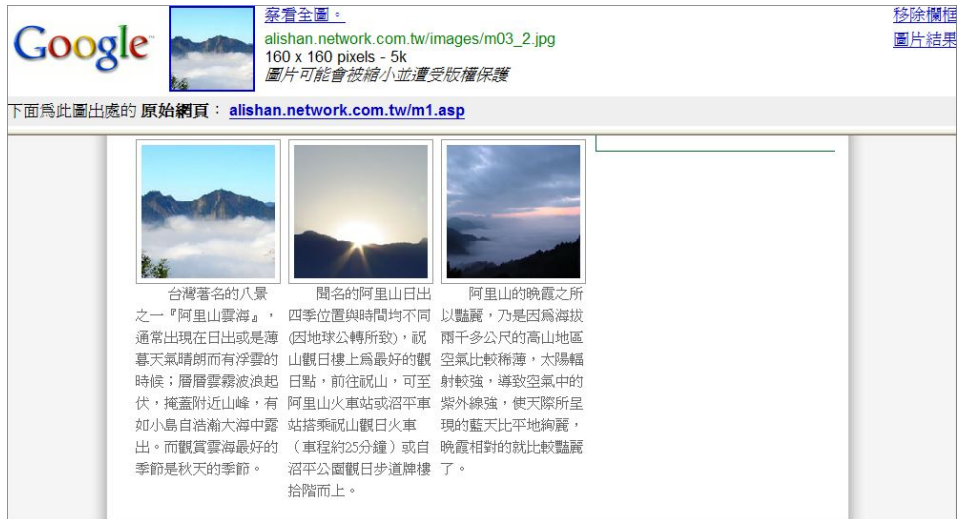 Google
察看全圖。
alishan.network.com.tw/images/m03_2.jpg
160 x 160 pixels - 5k
圖片可能會被縮小並遭受版權保護
移除欄框
圖片結果
下面為此圖出處的 原始網頁： alishan.network.com.tw/m1.asp
台灣著名的八景
之一『阿里山雲海』，
通常出現在日出或是薄
暮天氣晴朗而有浮雲的
時候；層層雲霧波浪起
伏，掩蓋附近山峰，有
如小島自浩瀚大海中露
出。而觀賞雲海最好的
季節是秋天的季節。
聞名的阿里山日出
四季位置與時間均不同
(因地球公轉所致)，祝
山觀日樓上為最好的觀
日點，前往祝山，可至
阿里山火車站或沼平車
站搭乘祝山觀日火車
（車程約25分鐘）或自
沼平公園觀日步道牌樓
拾階而上。
阿里山的晚霞之所
以豔麗，乃是因為海拔
兩千多公尺的高山地區
空氣比較稀薄，太陽輻
射較強，導致空氣中的
紫外線強，使天際所呈
現的藍天比平地絢麗，
晚霞相對的就比較豔麗
了。